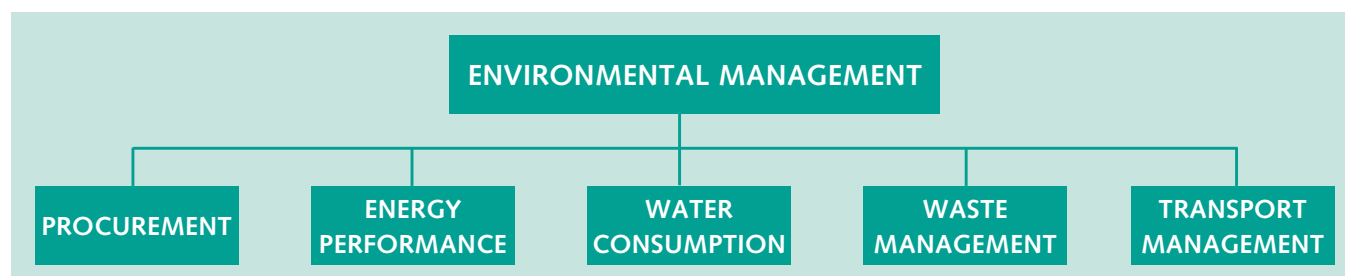 ENVIRONMENTAL MANAGEMENT
PROCUREMENT
ENERGY
PERFORMANCE
WATER
CONSUMPTION
WASTE
MANAGEMENT
TRANSPORT
MANAGEMENT